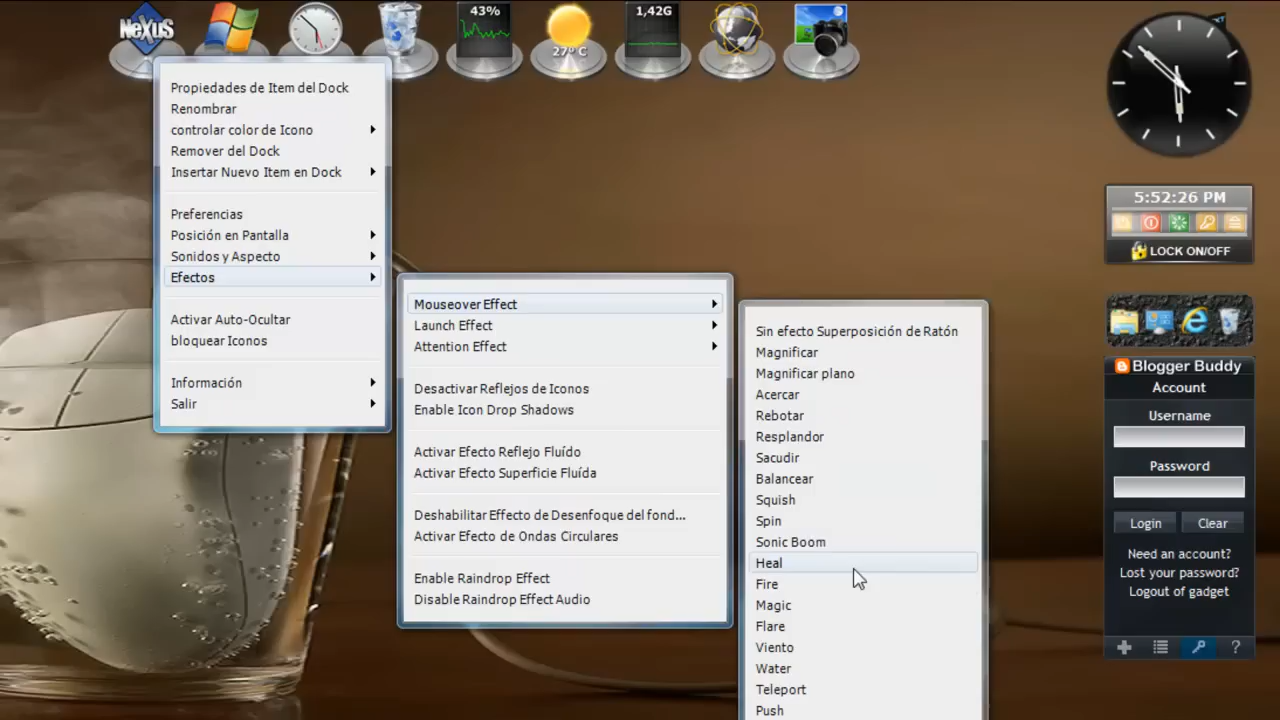 NeXuS
43%
27º C
1,42G
Propiedades de Item del Dock
Renombrar
controlar color de Icono
Remover del Dock
Insertar Nuevo Item en Dock
Preferencias
Posición en Pantalla
Sonidos y Aspecto
Efectos
Activar Auto-Ocultar
bloquear Iconos
Información
Salir
Mouseover Effect
Launch Effect
Attention Effect
Desactivar Reflejos de Iconos
Enable Icon Drop Shadows
Activar Efecto Reflejo Fluído
Activar Efecto Superficie Fluída
Deshabilitar Effecto de Desenfoque del fond...
Activar Efecto de Ondas Circulares
Enable Raindrop Effect
Disable Raindrop Effect Audio
Sin efecto Superposición de Ratón
Magnificar
Magnificar plano
Acercar
Rebotar
Resplandor
Sacudir
Balancear
Squish
Spin
Sonic Boom
Heal
Fire
Magic
Flare
Viento
Water
Teleport
Push
5:52:26 PM
LOCK ON/OFF
Blogger Buddy
Account
Username
Password
Login
Clear
Need an account?
Lost your password?
Logout of gadget
?